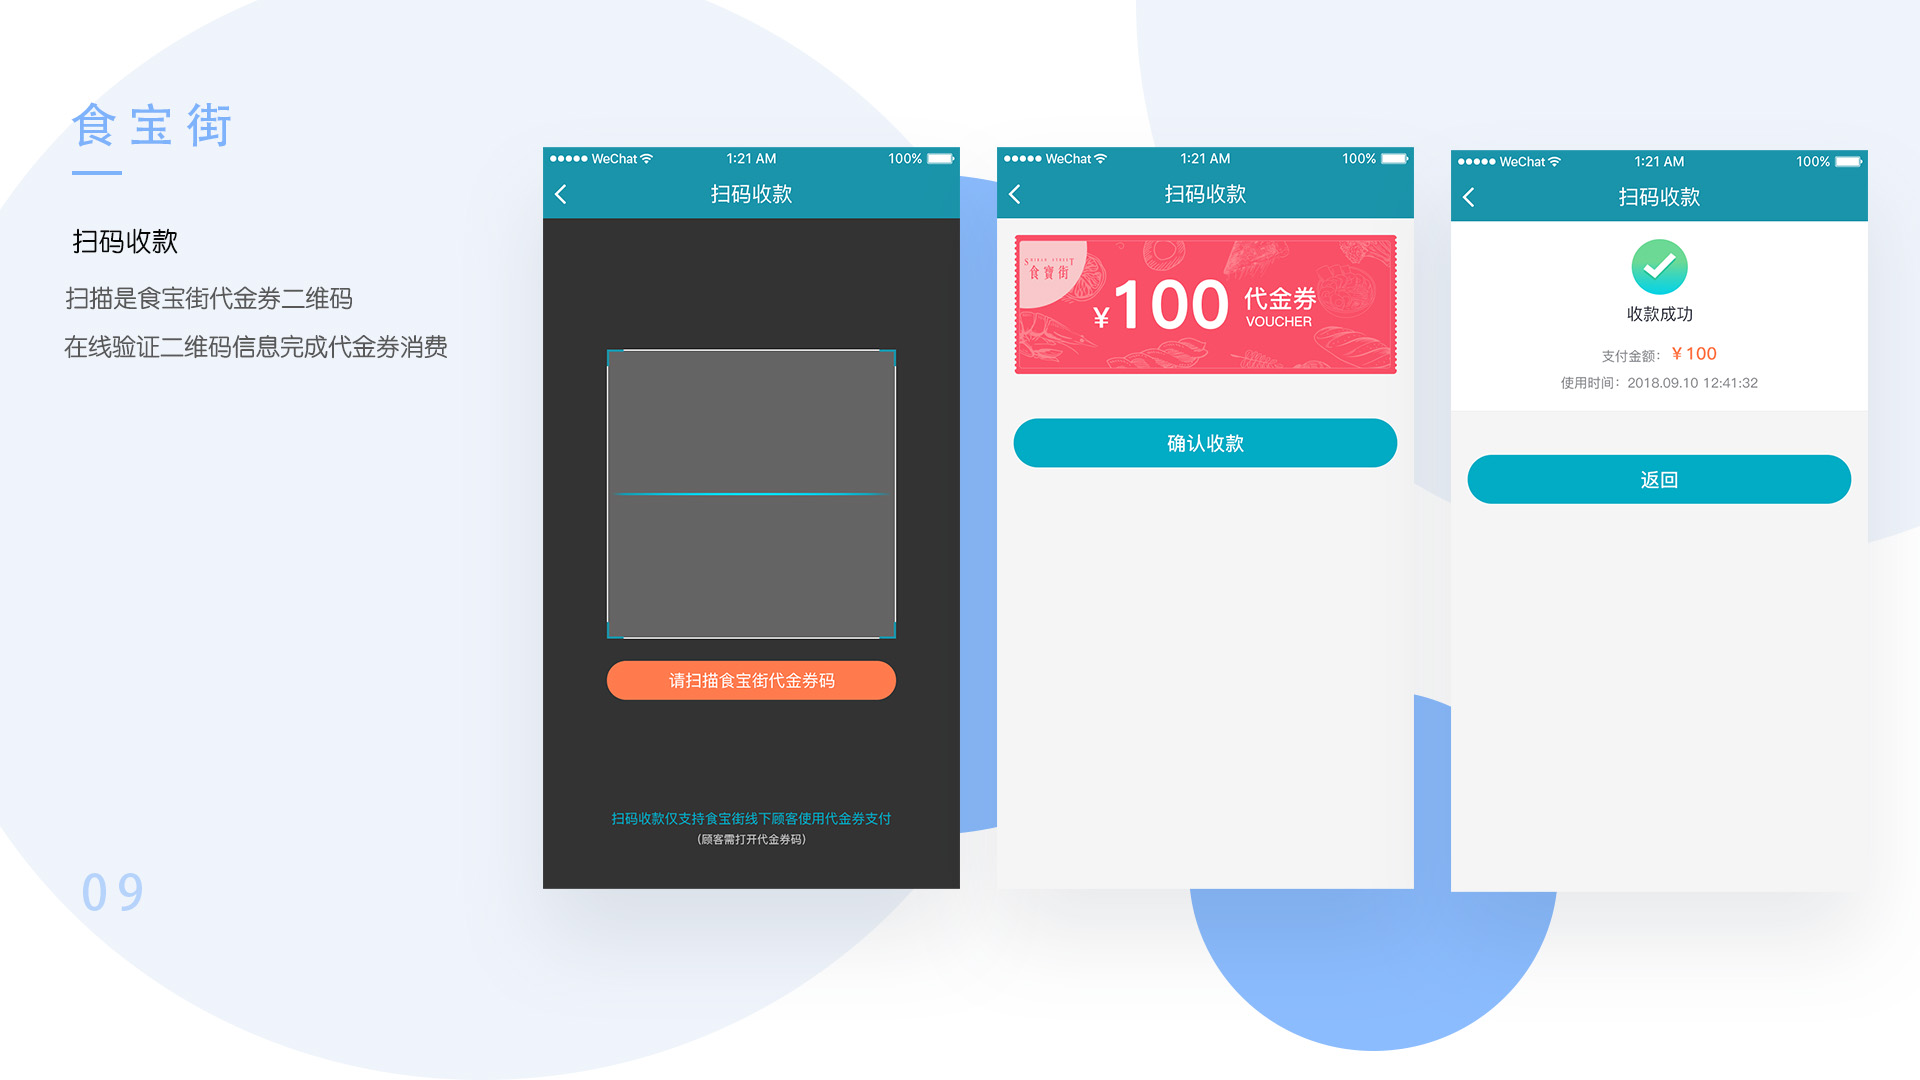 食宝街
扫码收款
扫描是食宝街代金券二维码
在线验证二维码信息完成代金券消费
09
WeChat 1:21 AM 100%
扫码收款
请扫描食宝街代金券码
扫码收款仅支持食宝街线下顾客使用代金券支付
(顾客需打开代金券码)
WeChat 1:21 AM 100%
扫码收款
SHIBAO STREET
食寶街
¥100 代金券
VOUCHER
确认收款
WeChat 1:21 AM 100%
扫码收款
收款成功
支付金额：￥100
使用时间：2018.09.10 12:41:32
返回